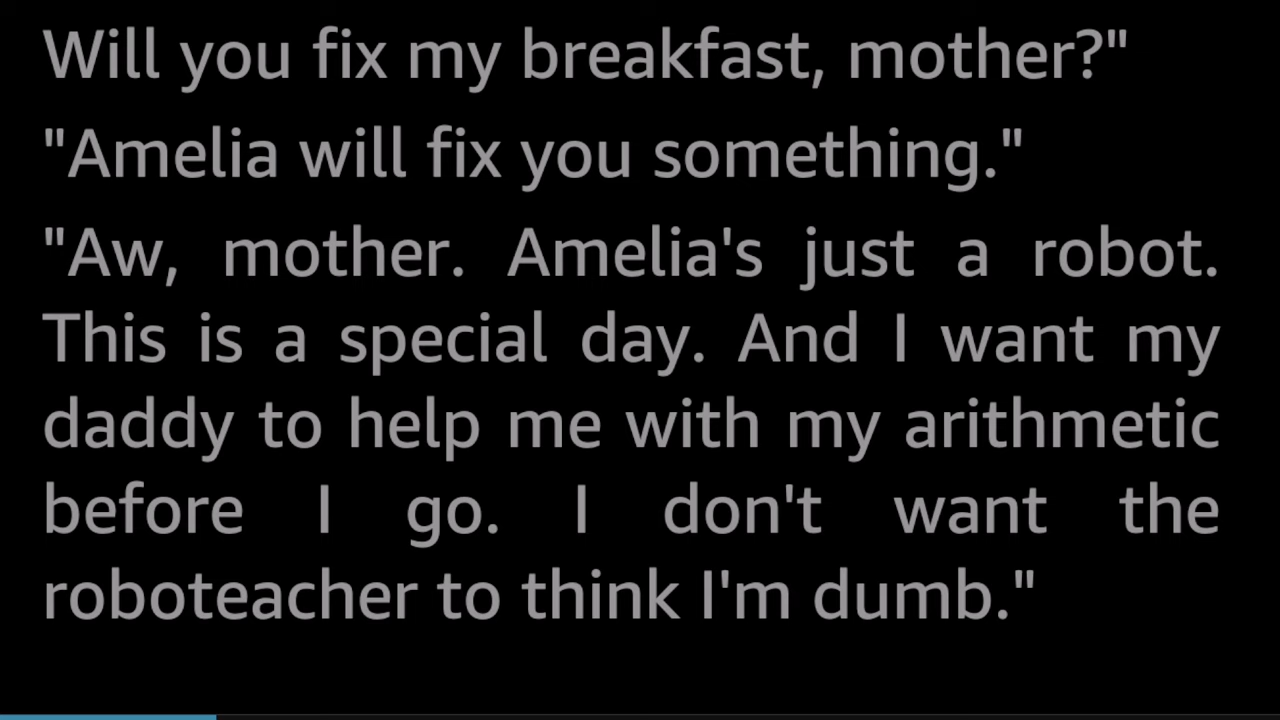 Will you fix my breakfast, mother?"
"Amelia will fix you something."
"Aw, mother. Amelia's just a robot.
This is a special day. And I want my
daddy to help me with my arithmetic
before I go. I don't want the
roboteacher to think I'm dumb."